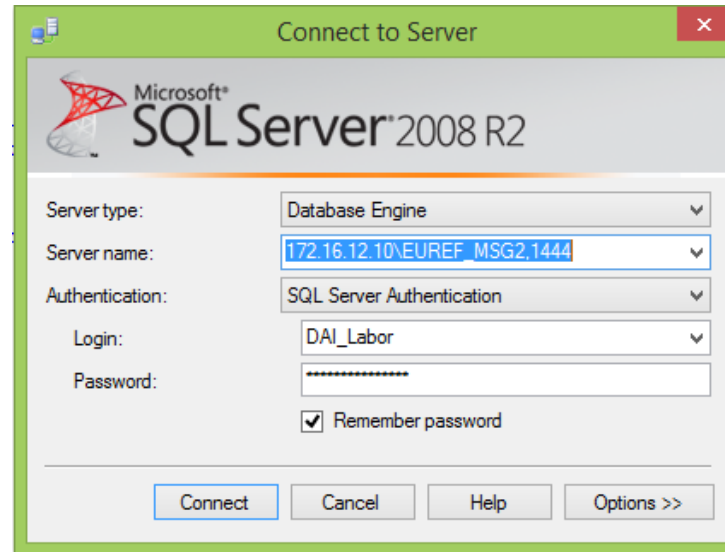 Connect to Server
Microsoft®
SQL Server® 2008 R2
Server type: Database Engine
Server name: 172.16.12.10\EUREF_MSG2,1444
Authentication: SQL Server Authentication
Login: DAI_Labor
Password: ***************
Remember password
Connect Cancel Help Options >>